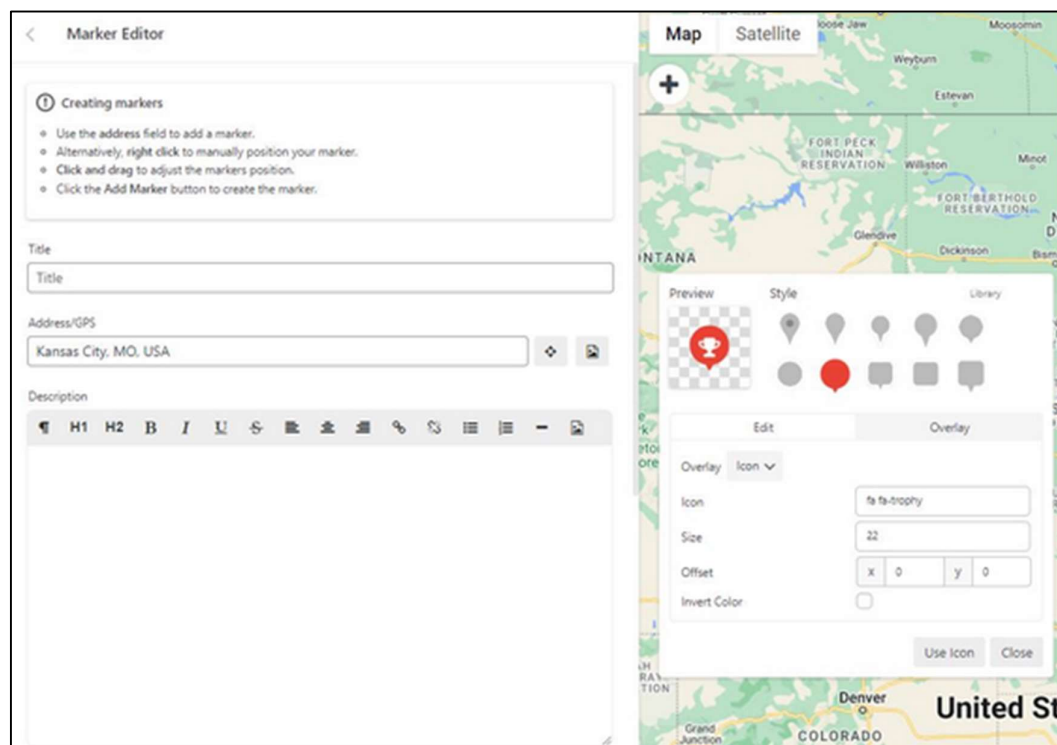 Marker Editor
Creating markers
Use the address field to add a marker.
Alternatively, right click to manually position your marker.
Click and drag to adjust the markers position.
Click the Add Marker button to create the marker.
Title
Title
Address/GPS
Kansas City, MO, USA
Description
H1 H2 B I U S
Map Satellite
Moose Jaw
Moosomin
Weyburn
Estevan
FORT PECK
INDIAN
RESERVATION
Williston
Minot
FORT BERTHOLD
RESERVATION
Glendive
Dickinson
Bism
NTANA
Preview Style Library
Edit Overlay
Overlay Icon
Icon fa fa-trophy
Size 22
Offset x 0 y 0
Invert Color
Use Icon Close
Denver
United St
Grand
Junction
COLORADO